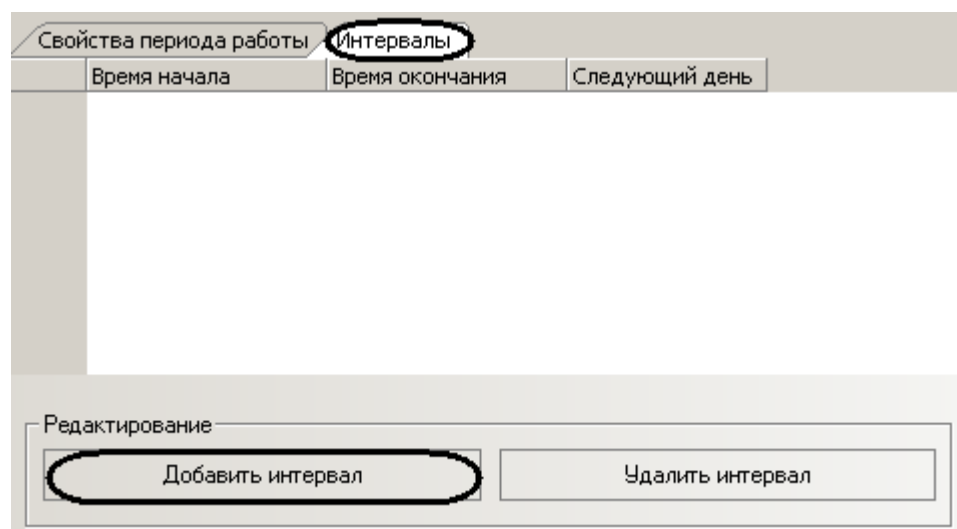 Свойства периода работы Интервалы
Время начала Время окончания Следующий день
Редактирование
Добавить интервал Удалить интервал